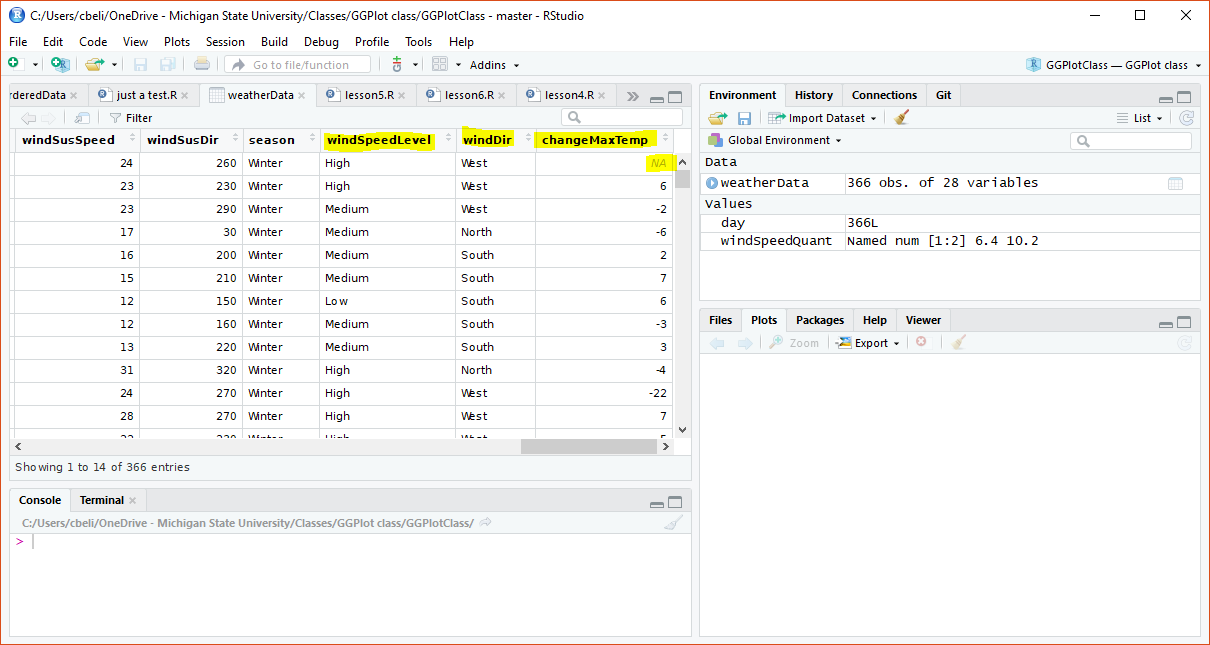 C:/Users/cbeli/OneDrive - Michigan State University/Classes/GGPlot class/GGPlotClass - master - RStudio
File Edit Code View Plots Session Build Debug Profile Tools Help
Go to file/function Addins GGPlotClass — GGPlot class
rderedData just a test.R weatherData lesson5.R lesson6.R lesson4.R
Filter
windSusSpeed windSusDir season windSpeedLevel windDir changeMaxTemp
24 260 Winter High West NA
23 230 Winter High West 6
23 290 Winter Medium West -2
17 30 Winter Medium North -6
16 200 Winter Medium South 2
15 210 Winter Medium South 7
12 150 Winter Low South 6
12 160 Winter Medium South -3
13 220 Winter Medium South 3
31 320 Winter High North -4
24 270 Winter High West -22
28 270 Winter High West 7
Showing 1 to 14 of 366 entries
Console Terminal
C:/Users/cbeli/OneDrive - Michigan State University/Classes/GGPlot class/GGPlotClass/
>
Environment History Connections Git
Import Dataset List
Global Environment
Data
weatherData 366 obs. of 28 variables
Values
day 366L
windSpeedQuant Named num [1:2] 6.4 10.2
Files Plots Packages Help Viewer
Zoom Export